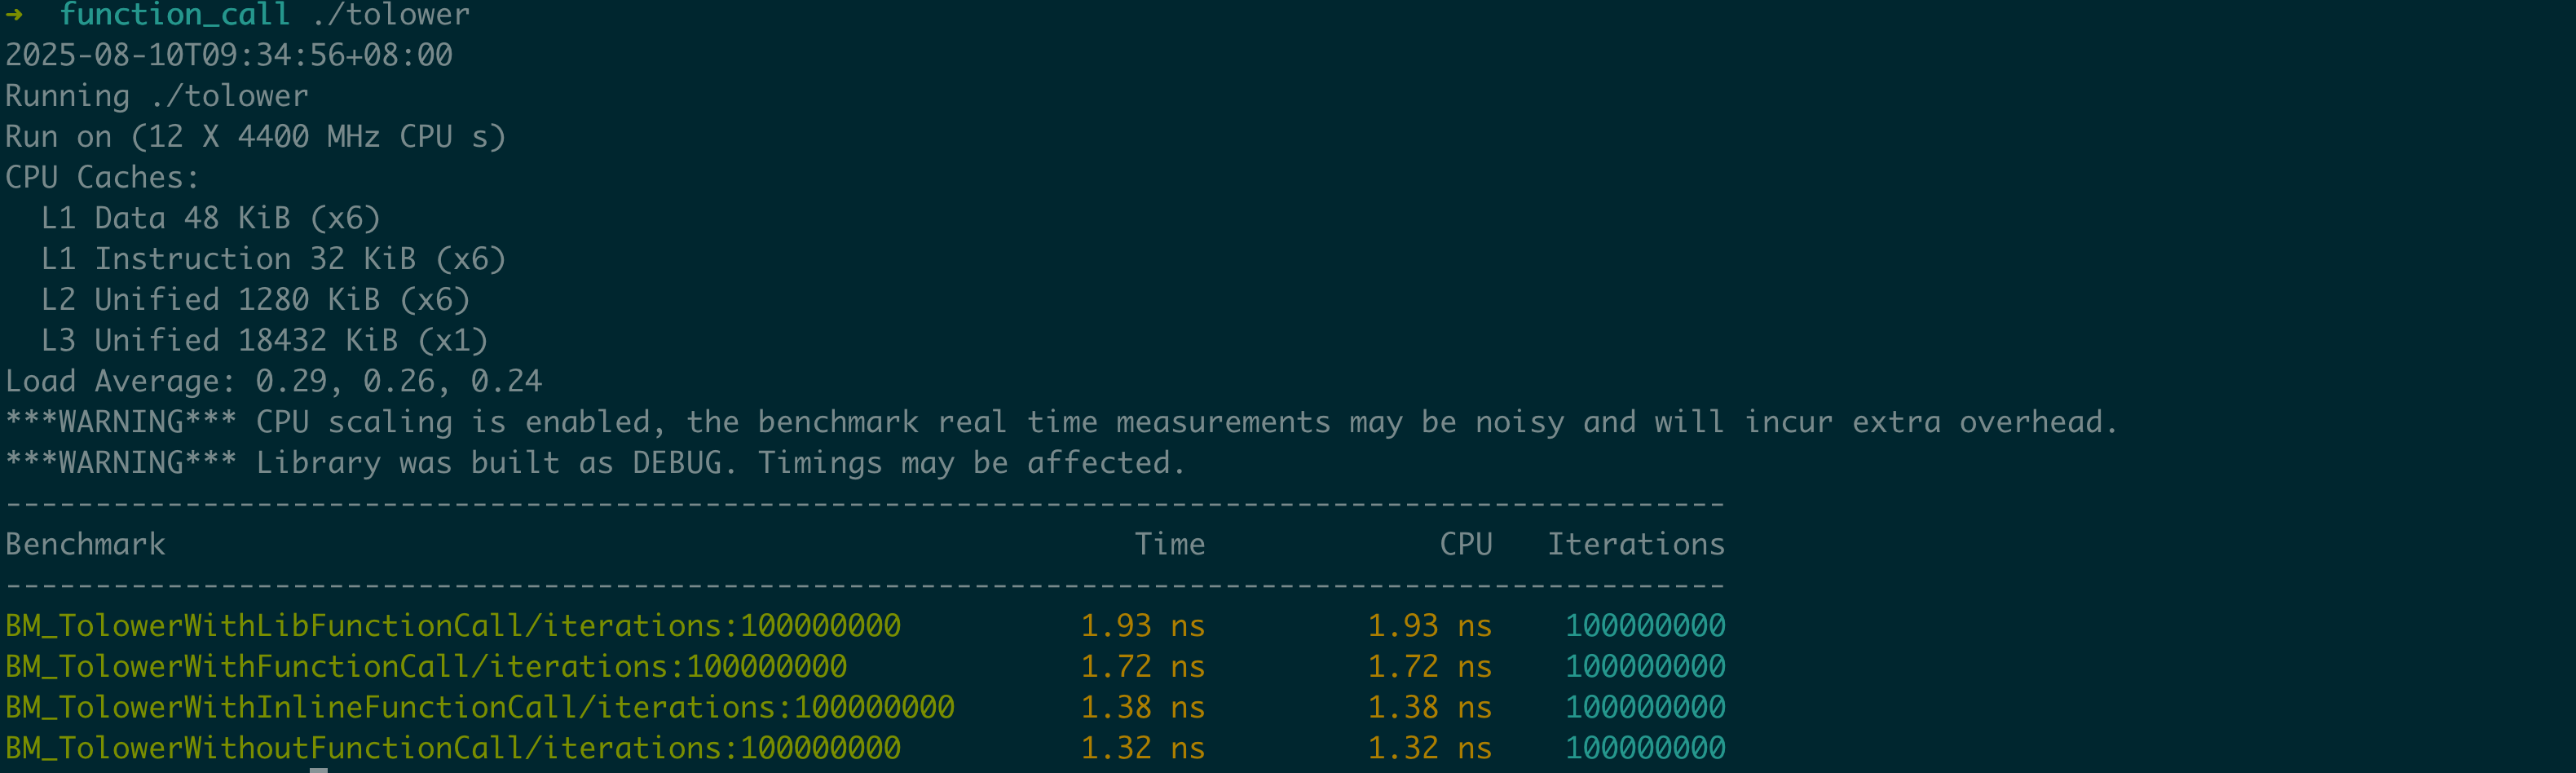 → function_call ./tolower
2025-08-10T09:34:56+08:00
Running ./tolower
Run on (12 X 4400 MHz CPU s)
CPU Caches:
  L1 Data 48 KiB (x6)
  L1 Instruction 32 KiB (x6)
  L2 Unified 1280 KiB (x6)
  L3 Unified 18432 KiB (x1)
Load Average: 0.29, 0.26, 0.24
***WARNING*** CPU scaling is enabled, the benchmark real time measurements may be noisy and will incur extra overhead.
***WARNING*** Library was built as DEBUG. Timings may be affected.
------------------------------------------------------------------------------------------------
Benchmark                                                      Time             CPU   Iterations
------------------------------------------------------------------------------------------------
BM_TolowerWithLibFunctionCall/iterations:100000000          1.93 ns         1.93 ns    100000000
BM_TolowerWithFunctionCall/iterations:100000000             1.72 ns         1.72 ns    100000000
BM_TolowerWithInlineFunctionCall/iterations:100000000       1.38 ns         1.38 ns    100000000
BM_TolowerWithoutFunctionCall/iterations:100000000          1.32 ns         1.32 ns    100000000